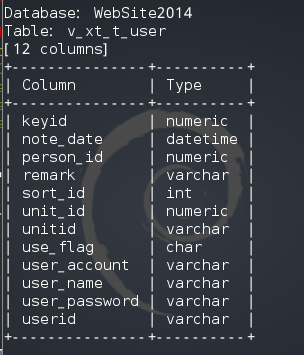 Database: WebSite2014
Table: v_xt_t_user
[12 columns]
+---------------+----------+
| Column        | Type     |
+---------------+----------+
| keyid         | numeric  |
| note_date     | datetime |
| person_id     | numeric  |
| remark        | varchar  |
| sort_id       | int      |
| unit_id       | numeric  |
| unitid        | varchar  |
| use_flag      | char     |
| user_account  | varchar  |
| user_name     | varchar  |
| user_password | varchar  |
| userid        | varchar  |
+---------------+----------+